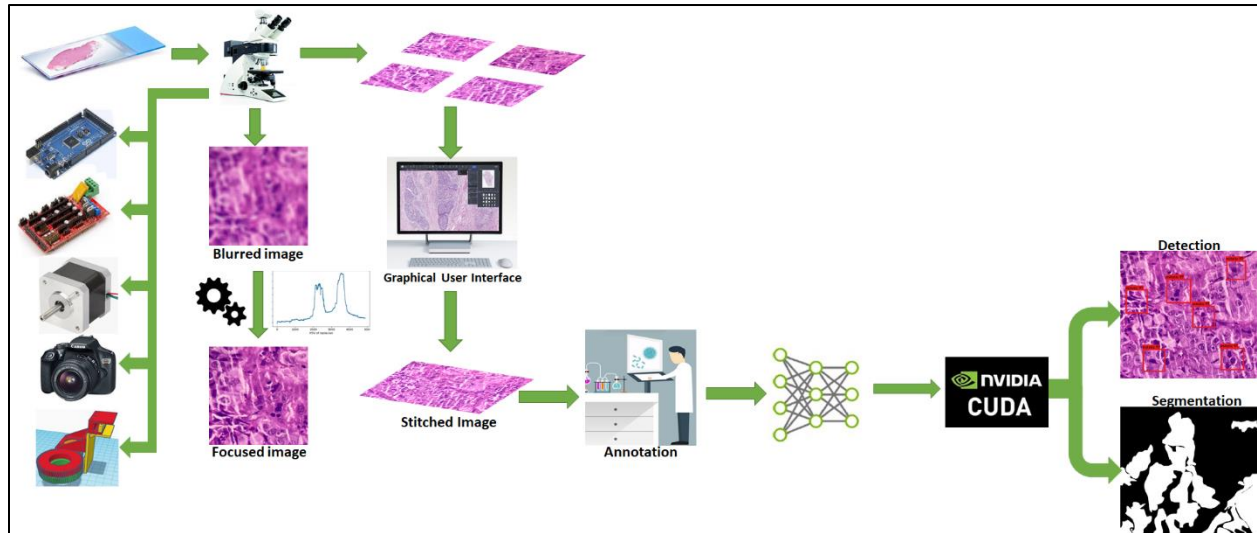 Blurred image
Focused image
Graphical User Interface
Stitched Image
Annotation
NVIDIA
CUDA
Detection
Segmentation